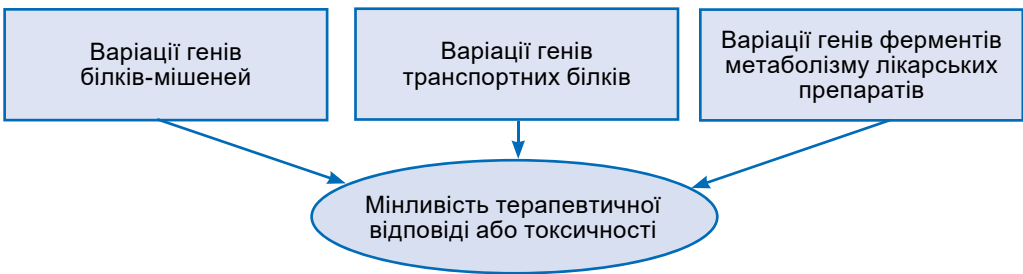 Варіації генів
білків-мішеней
Варіації генів
транспортних білків
Варіації генів ферментів
метаболізму лікарських
препаратів
Мінливість терапевтичної
відповіді або токсичності